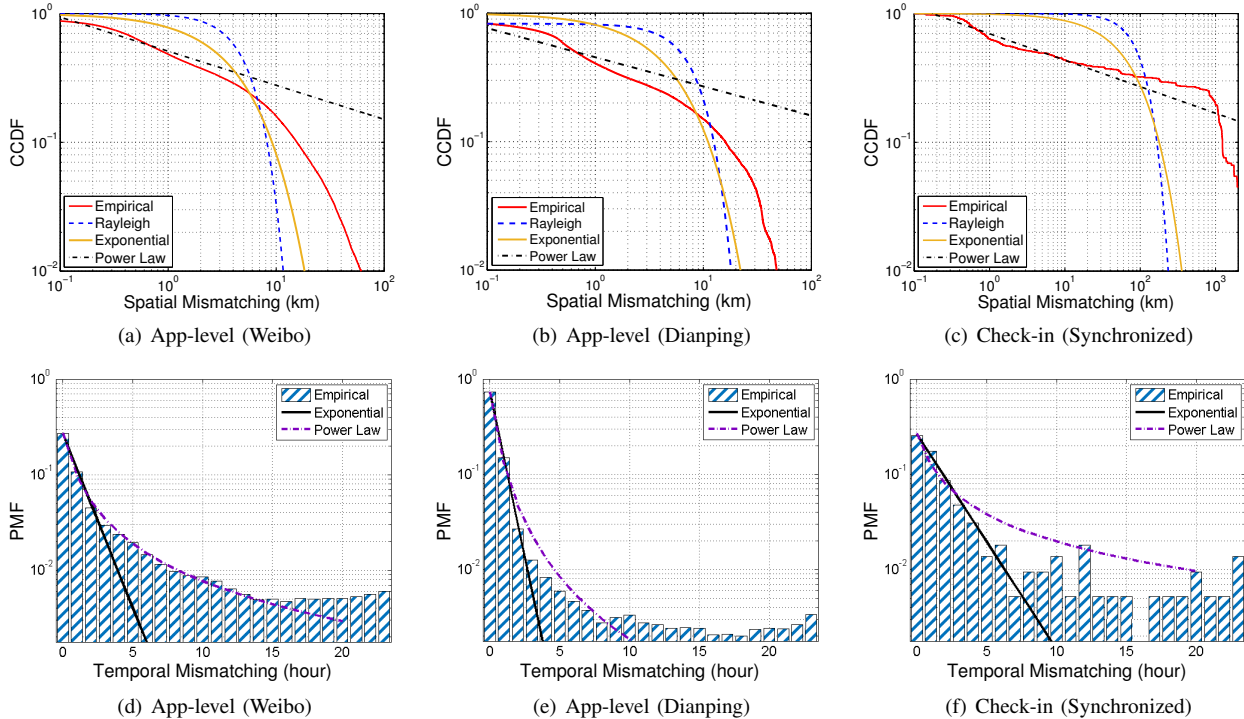 10^0
10^-1
10^-2
CCDF
Empirical
Rayleigh
Exponential
Power Law
10^-1 10^0 10^1 10^2
Spatial Mismatching (km)
(a) App-level (Weibo)
10^0
10^-1
10^-2
CCDF
Empirical
Rayleigh
Exponential
Power Law
10^-1 10^0 10^1 10^2
Spatial Mismatching (km)
(b) App-level (Dianping)
10^0
10^-1
10^-2
CCDF
Empirical
Rayleigh
Exponential
Power Law
10^-1 10^0 10^1 10^2 10^3
Spatial Mismatching (km)
(c) Check-in (Synchronized)
10^0
10^-1
10^-2
PMF
Empirical
Exponential
Power Law
0 5 10 15 20
Temporal Mismatching (hour)
(d) App-level (Weibo)
10^0
10^-1
10^-2
PMF
Empirical
Exponential
Power Law
0 5 10 15 20
Temporal Mismatching (hour)
(e) App-level (Dianping)
10^0
10^-1
10^-2
PMF
Empirical
Exponential
Power Law
0 5 10 15 20
Temporal Mismatching (hour)
(f) Check-in (Synchronized)